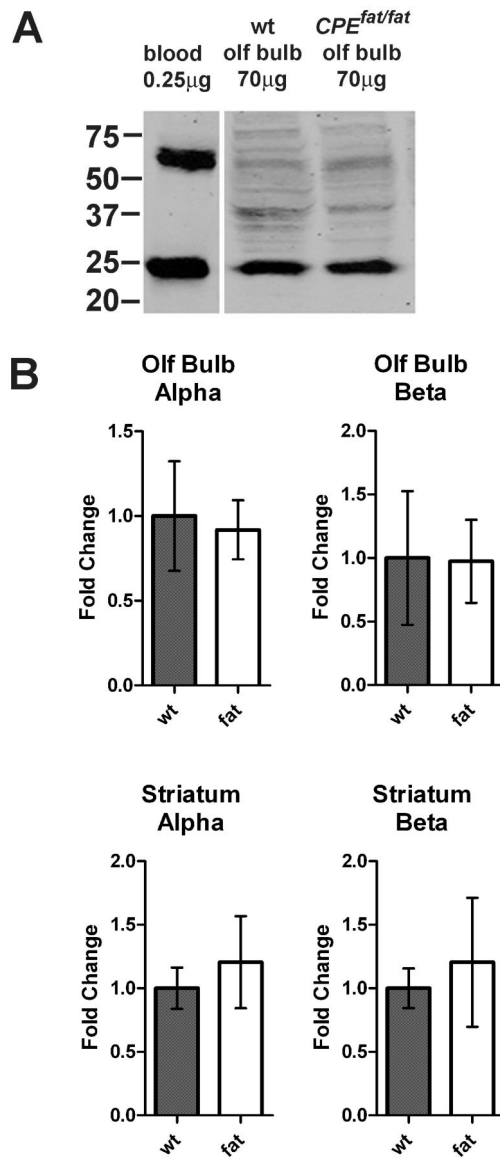 A
blood
0.25µg
wt
olf bulb
70µg
CPE^fat/fat
olf bulb
70µg
75
50
37
25
20
B
Olf Bulb
Alpha
Fold Change
1.5
1.0
0.5
0.0
wt fat
Olf Bulb
Beta
Fold Change
2.0
1.5
1.0
0.5
0.0
wt fat
Striatum
Alpha
Fold Change
2.0
1.5
1.0
0.5
0.0
wt fat
Striatum
Beta
Fold Change
2.0
1.5
1.0
0.5
0.0
wt fat